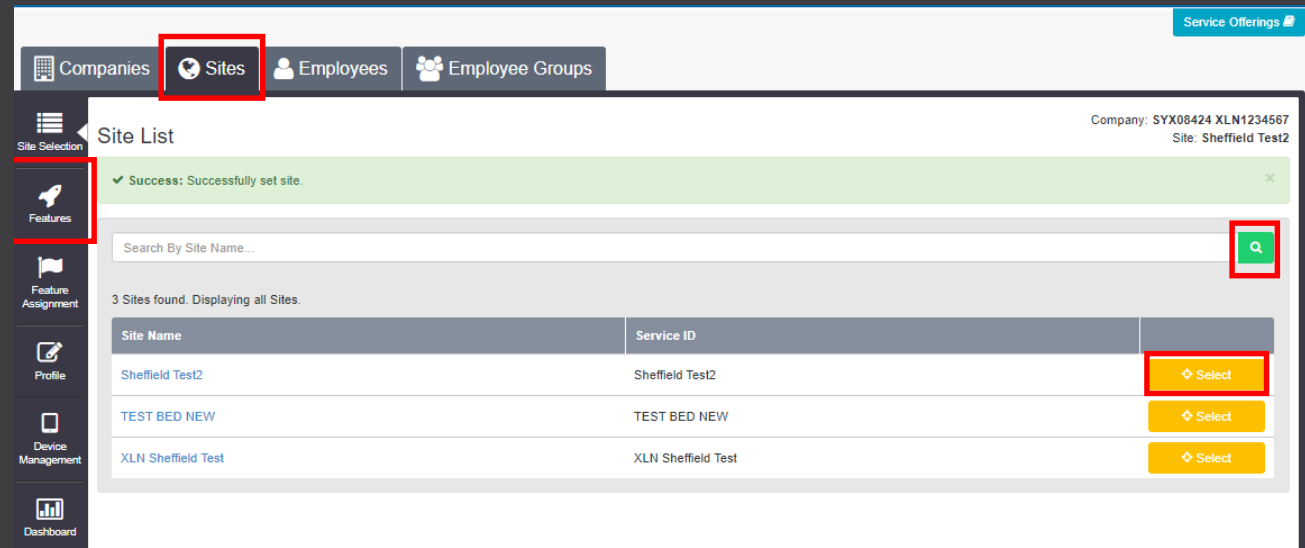 Service Offerings
Companies
Sites
Employees
Employee Groups
Site Selection
Features
Feature
Assignment
Profile
Device
Management
Dashboard
Site List
Company: SYX08424 XLN1234567
Site: Sheffield Test2
Success: Successfully set site.
×
Search By Site Name...
3 Sites found. Displaying all Sites.
Site Name Service ID
Sheffield Test2 Sheffield Test2 Select
TEST BED NEW TEST BED NEW Select
XLN Sheffield Test XLN Sheffield Test Select